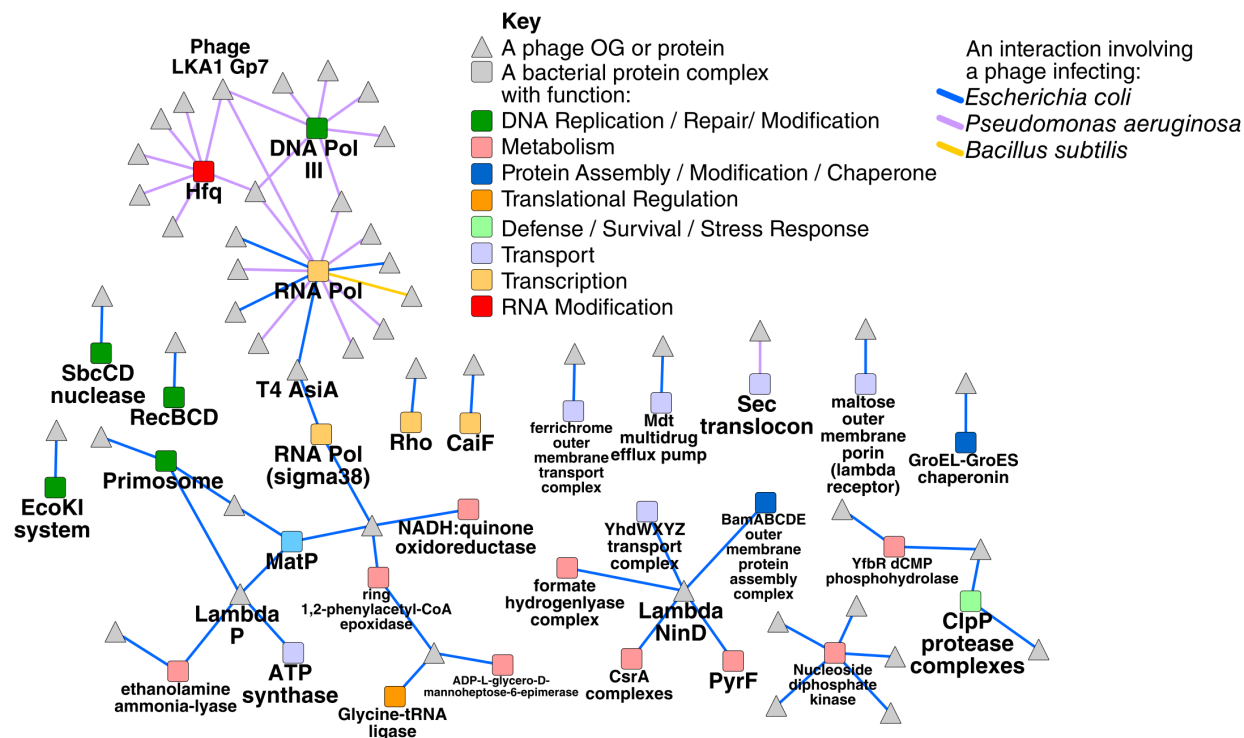 Phage
LKA1 Gp7
DNA Pol
III
Hfq
RNA Pol
Key
A phage OG or protein
A bacterial protein complex
with function:
DNA Replication / Repair/ Modification
Metabolism
Protein Assembly / Modification / Chaperone
Translational Regulation
Defense / Survival / Stress Response
Transport
Transcription
RNA Modification
An interaction involving
a phage infecting:
Escherichia coli
Pseudomonas aeruginosa
Bacillus subtilis
SbcCD
nuclease
RecBCD
T4 AsiA
RNA Pol
(sigma38)
Rho
CaiF
ferrichrome
outer
membrane
transport
complex
Mdt
multidrug
efflux pump
Sec
translocon
maltose
outer
membrane
porin
(lambda
receptor)
GroEL-GroES
chaperonin
EcoKI
system
Primosome
MatP
NADH:quinone
oxidoreductase
ring
1,2-phenylacetyl-CoA
epoxidase
Lambda
P
ethanolamine
ammonia-lyase
ATP
synthase
ADP-L-glycero-D-
mannoheptose-6-epimerase
Glycine-tRNA
ligase
YhdWXYZ
transport
complex
BamABCDE
outer
membrane
protein
assembly
complex
formate
hydrogenlyase
complex
Lambda
NinD
CsrA
complexes
PyrF
YfbR dCMP
phosphohydrolase
ClpP
protease
complexes
Nucleoside
diphosphate
kinase